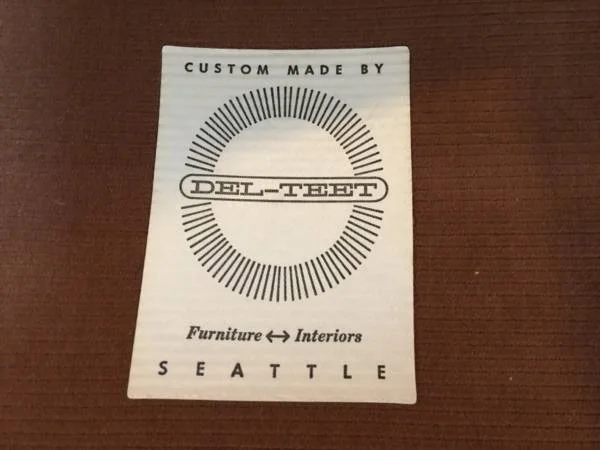 CUSTOM MADE BY
DEL-TEET
Furniture ↔ Interiors
SEATTLE